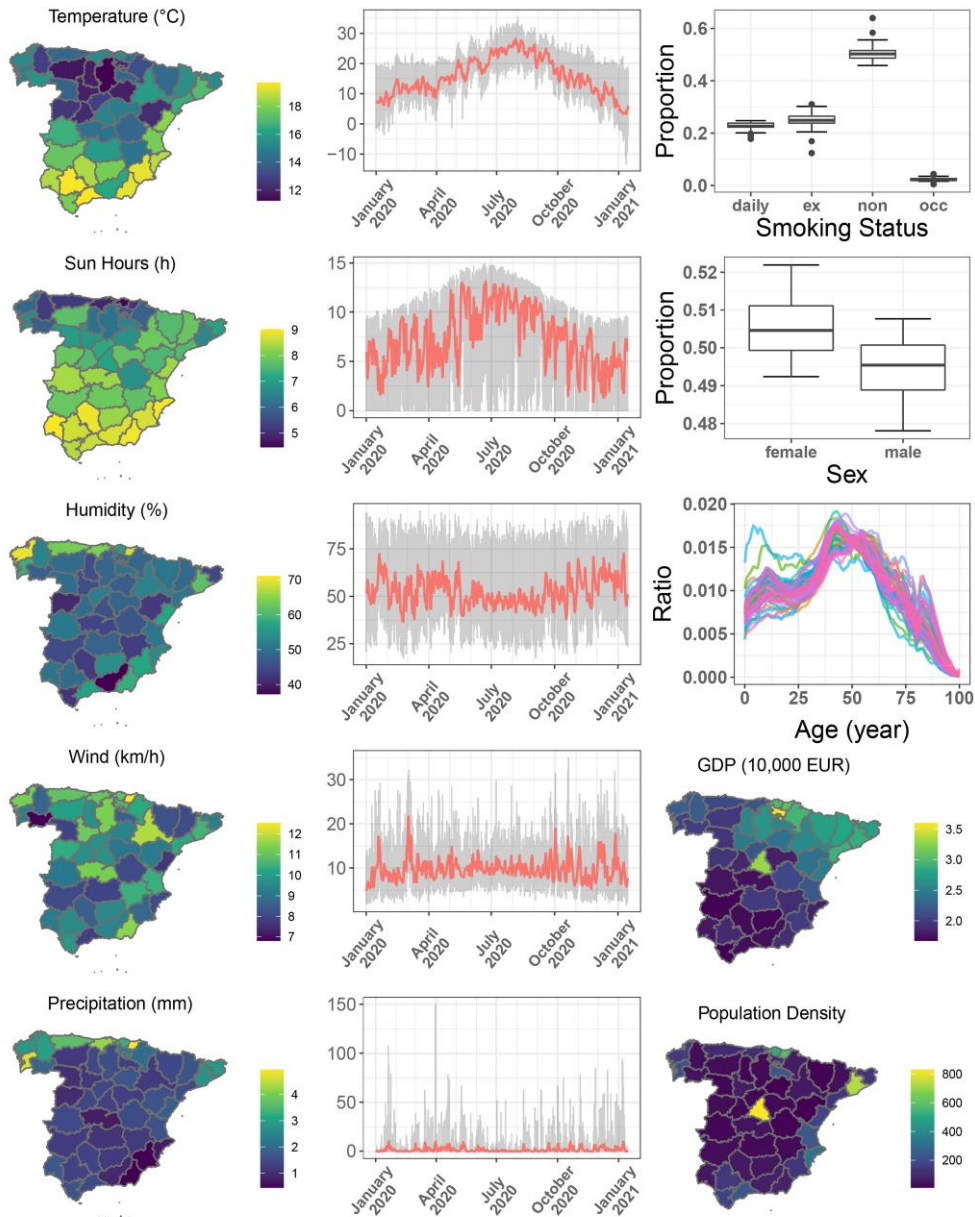 Temperature (°C)
18
16
14
12
30
20
10
0
−10
January
2020
April
2020
July
2020
October
2020
January
2021
Proportion
0.6
0.4
0.2
0.0
daily ex non occ
Smoking Status
Sun Hours (h)
9
8
7
6
5
15
10
5
0
January
2020
April
2020
July
2020
October
2020
January
2021
Proportion
0.52
0.51
0.50
0.49
0.48
female male
Sex
Humidity (%)
70
60
50
40
75
50
25
January
2020
April
2020
July
2020
October
2020
January
2021
Ratio
0.020
0.015
0.010
0.005
0.000
0 25 50 75 100
Age (year)
Wind (km/h)
12
11
10
9
8
7
30
20
10
January
2020
April
2020
July
2020
October
2020
January
2021
GDP (10,000 EUR)
3.5
3.0
2.5
2.0
Precipitation (mm)
4
3
2
1
150
100
50
0
January
2020
April
2020
July
2020
October
2020
January
2021
Population Density
800
600
400
200